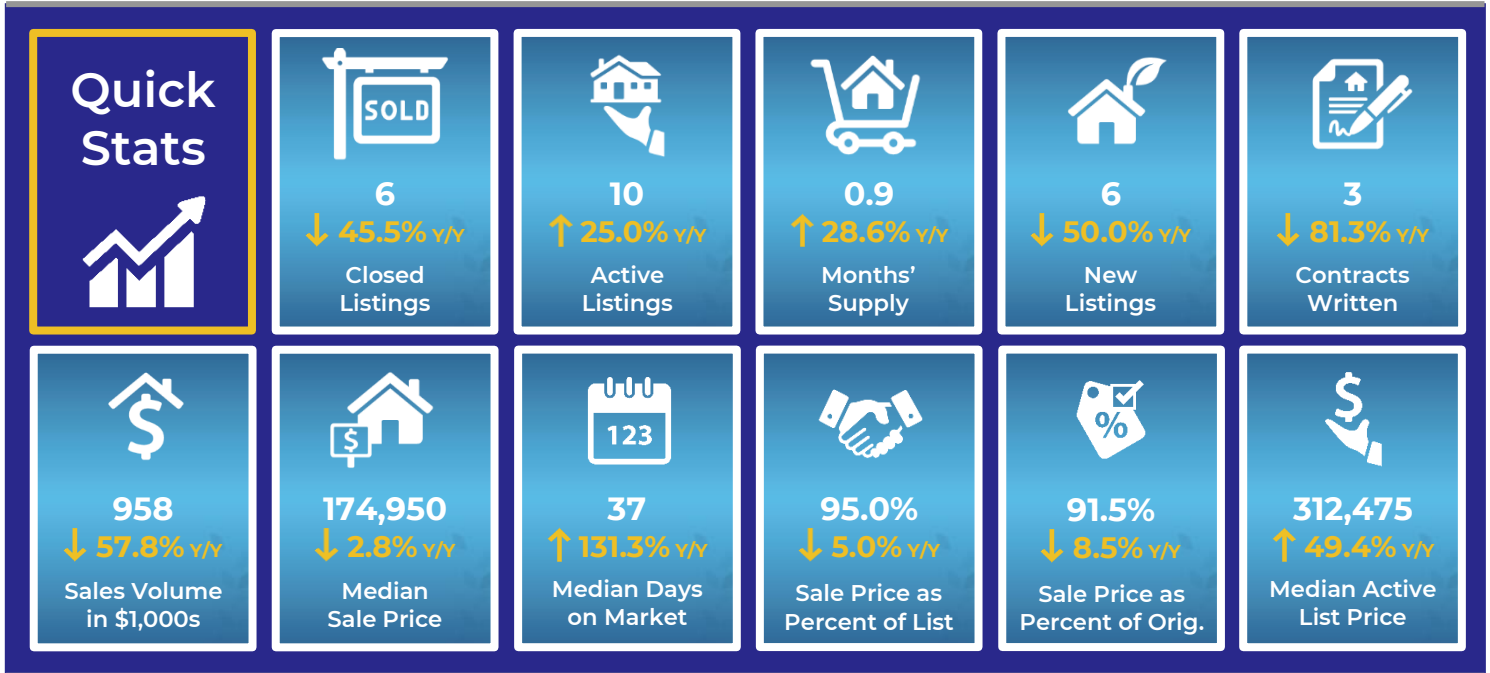 Quick
Stats
SOLD
6
↓ 45.5% Y/Y
Closed
Listings
10
↑ 25.0% Y/Y
Active
Listings
0.9
↑ 28.6% Y/Y
Months’
Supply
6
↓ 50.0% Y/Y
New
Listings
3
↓ 81.3% Y/Y
Contracts
Written
$
958
↓ 57.8% Y/Y
Sales Volume
in $1,000s
$
174,950
↓ 2.8% Y/Y
Median
Sale Price
123
37
↑ 131.3% Y/Y
Median Days
on Market
95.0%
↓ 5.0% Y/Y
Sale Price as
Percent of List
%
91.5%
↓ 8.5% Y/Y
Sale Price as
Percent of Orig.
$
312,475
↑ 49.4% Y/Y
Median Active
List Price